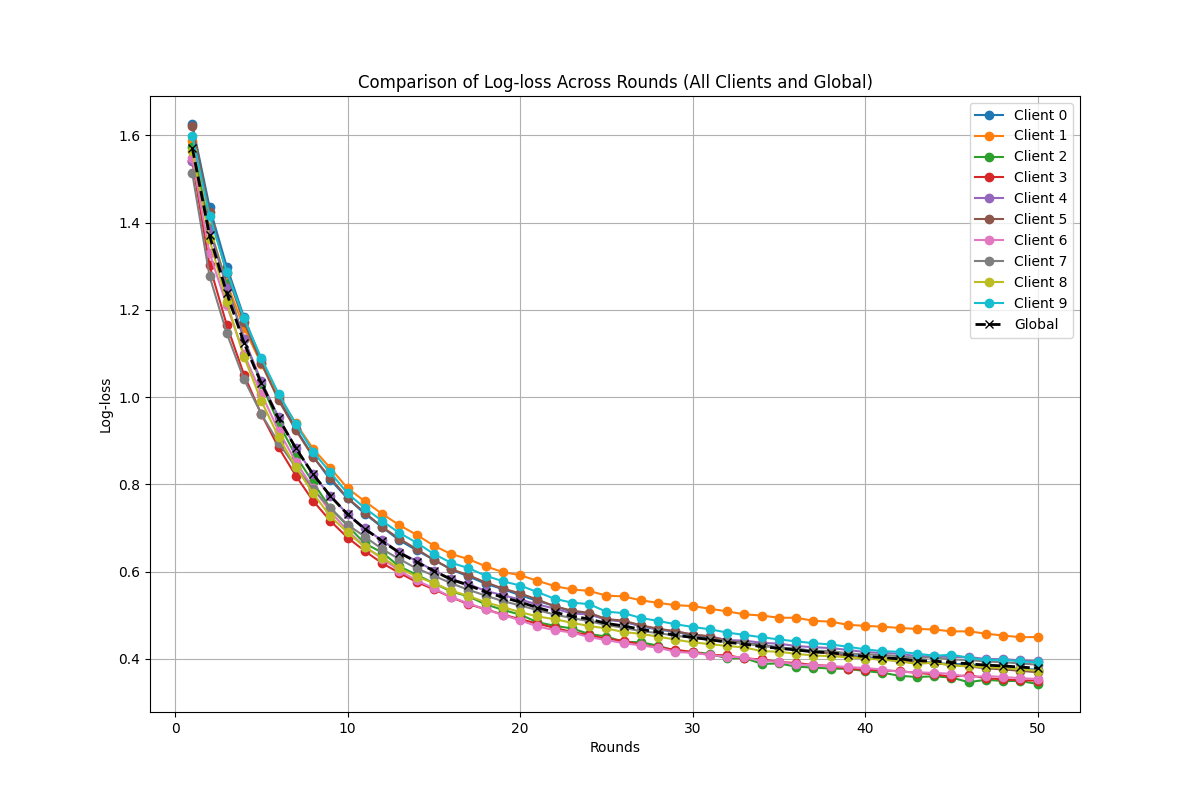 Comparison of Log-loss Across Rounds (All Clients and Global)
Client 0
Client 1
Client 2
Client 3
Client 4
Client 5
Client 6
Client 7
Client 8
Client 9
Global
1.6
1.4
1.2
1.0
0.8
0.6
0.4
Log-loss
0 10 20 30 40 50
Rounds